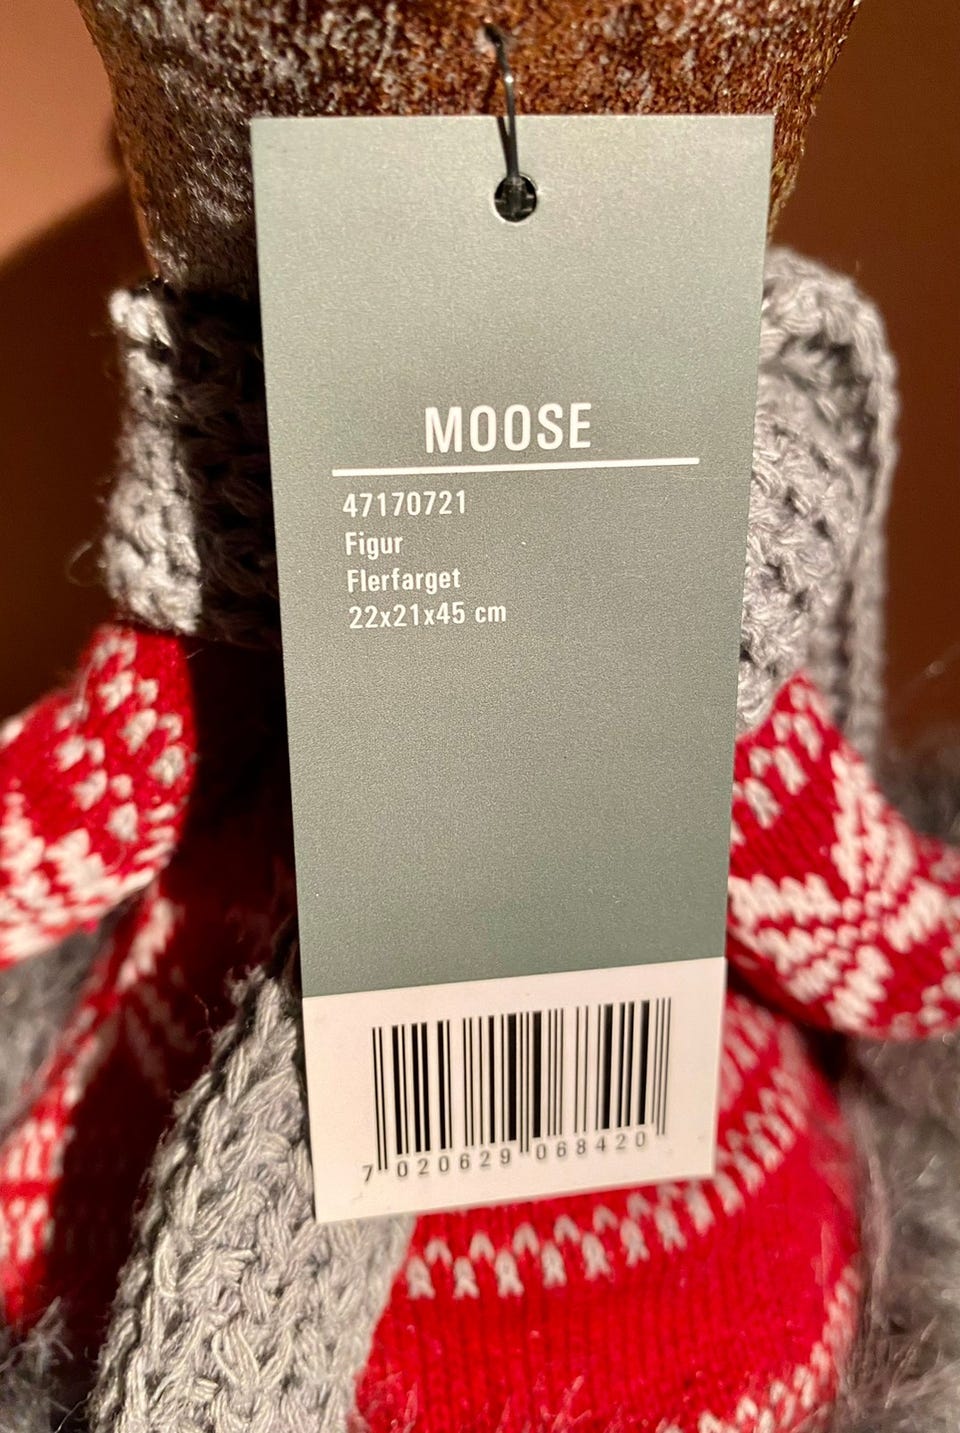 MOOSE
47170721
Figur
Flerfarget
22x21x45 cm
7 020629 068420